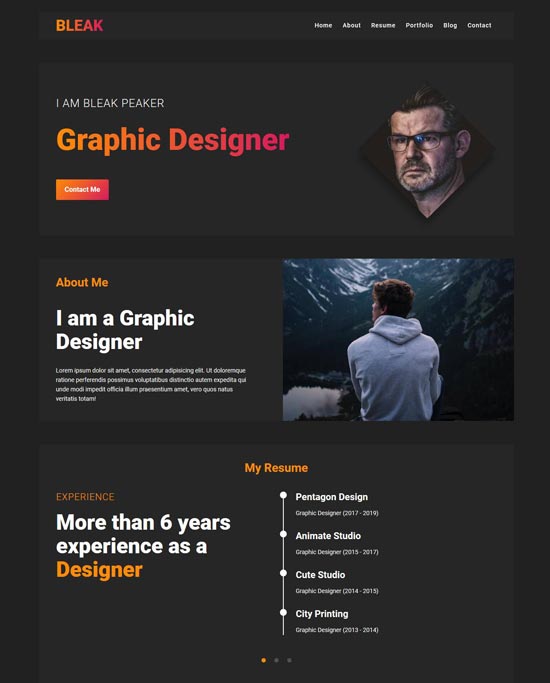 BLEAK
Home About Resume Portfolio Blog Contact
I AM BLEAK PEAKER
Graphic Designer
Contact Me
About Me
I am a Graphic
Designer
Lorem ipsum dolor sit amet, consectetur adipisicing elit. Ut doloremque
ratione perferendis possimus voluptatibus distinctio autem expedita qui
unde modi impedit officia illum praesentium amet, vero quos natus
veritatis totam!
My Resume
EXPERIENCE
More than 6 years
experience as a
Designer
Pentagon Design
Graphic Designer (2017 - 2019)
Animate Studio
Graphic Designer (2015 - 2017)
Cute Studio
Graphic Designer (2014 - 2015)
City Printing
Graphic Designer (2013 - 2014)